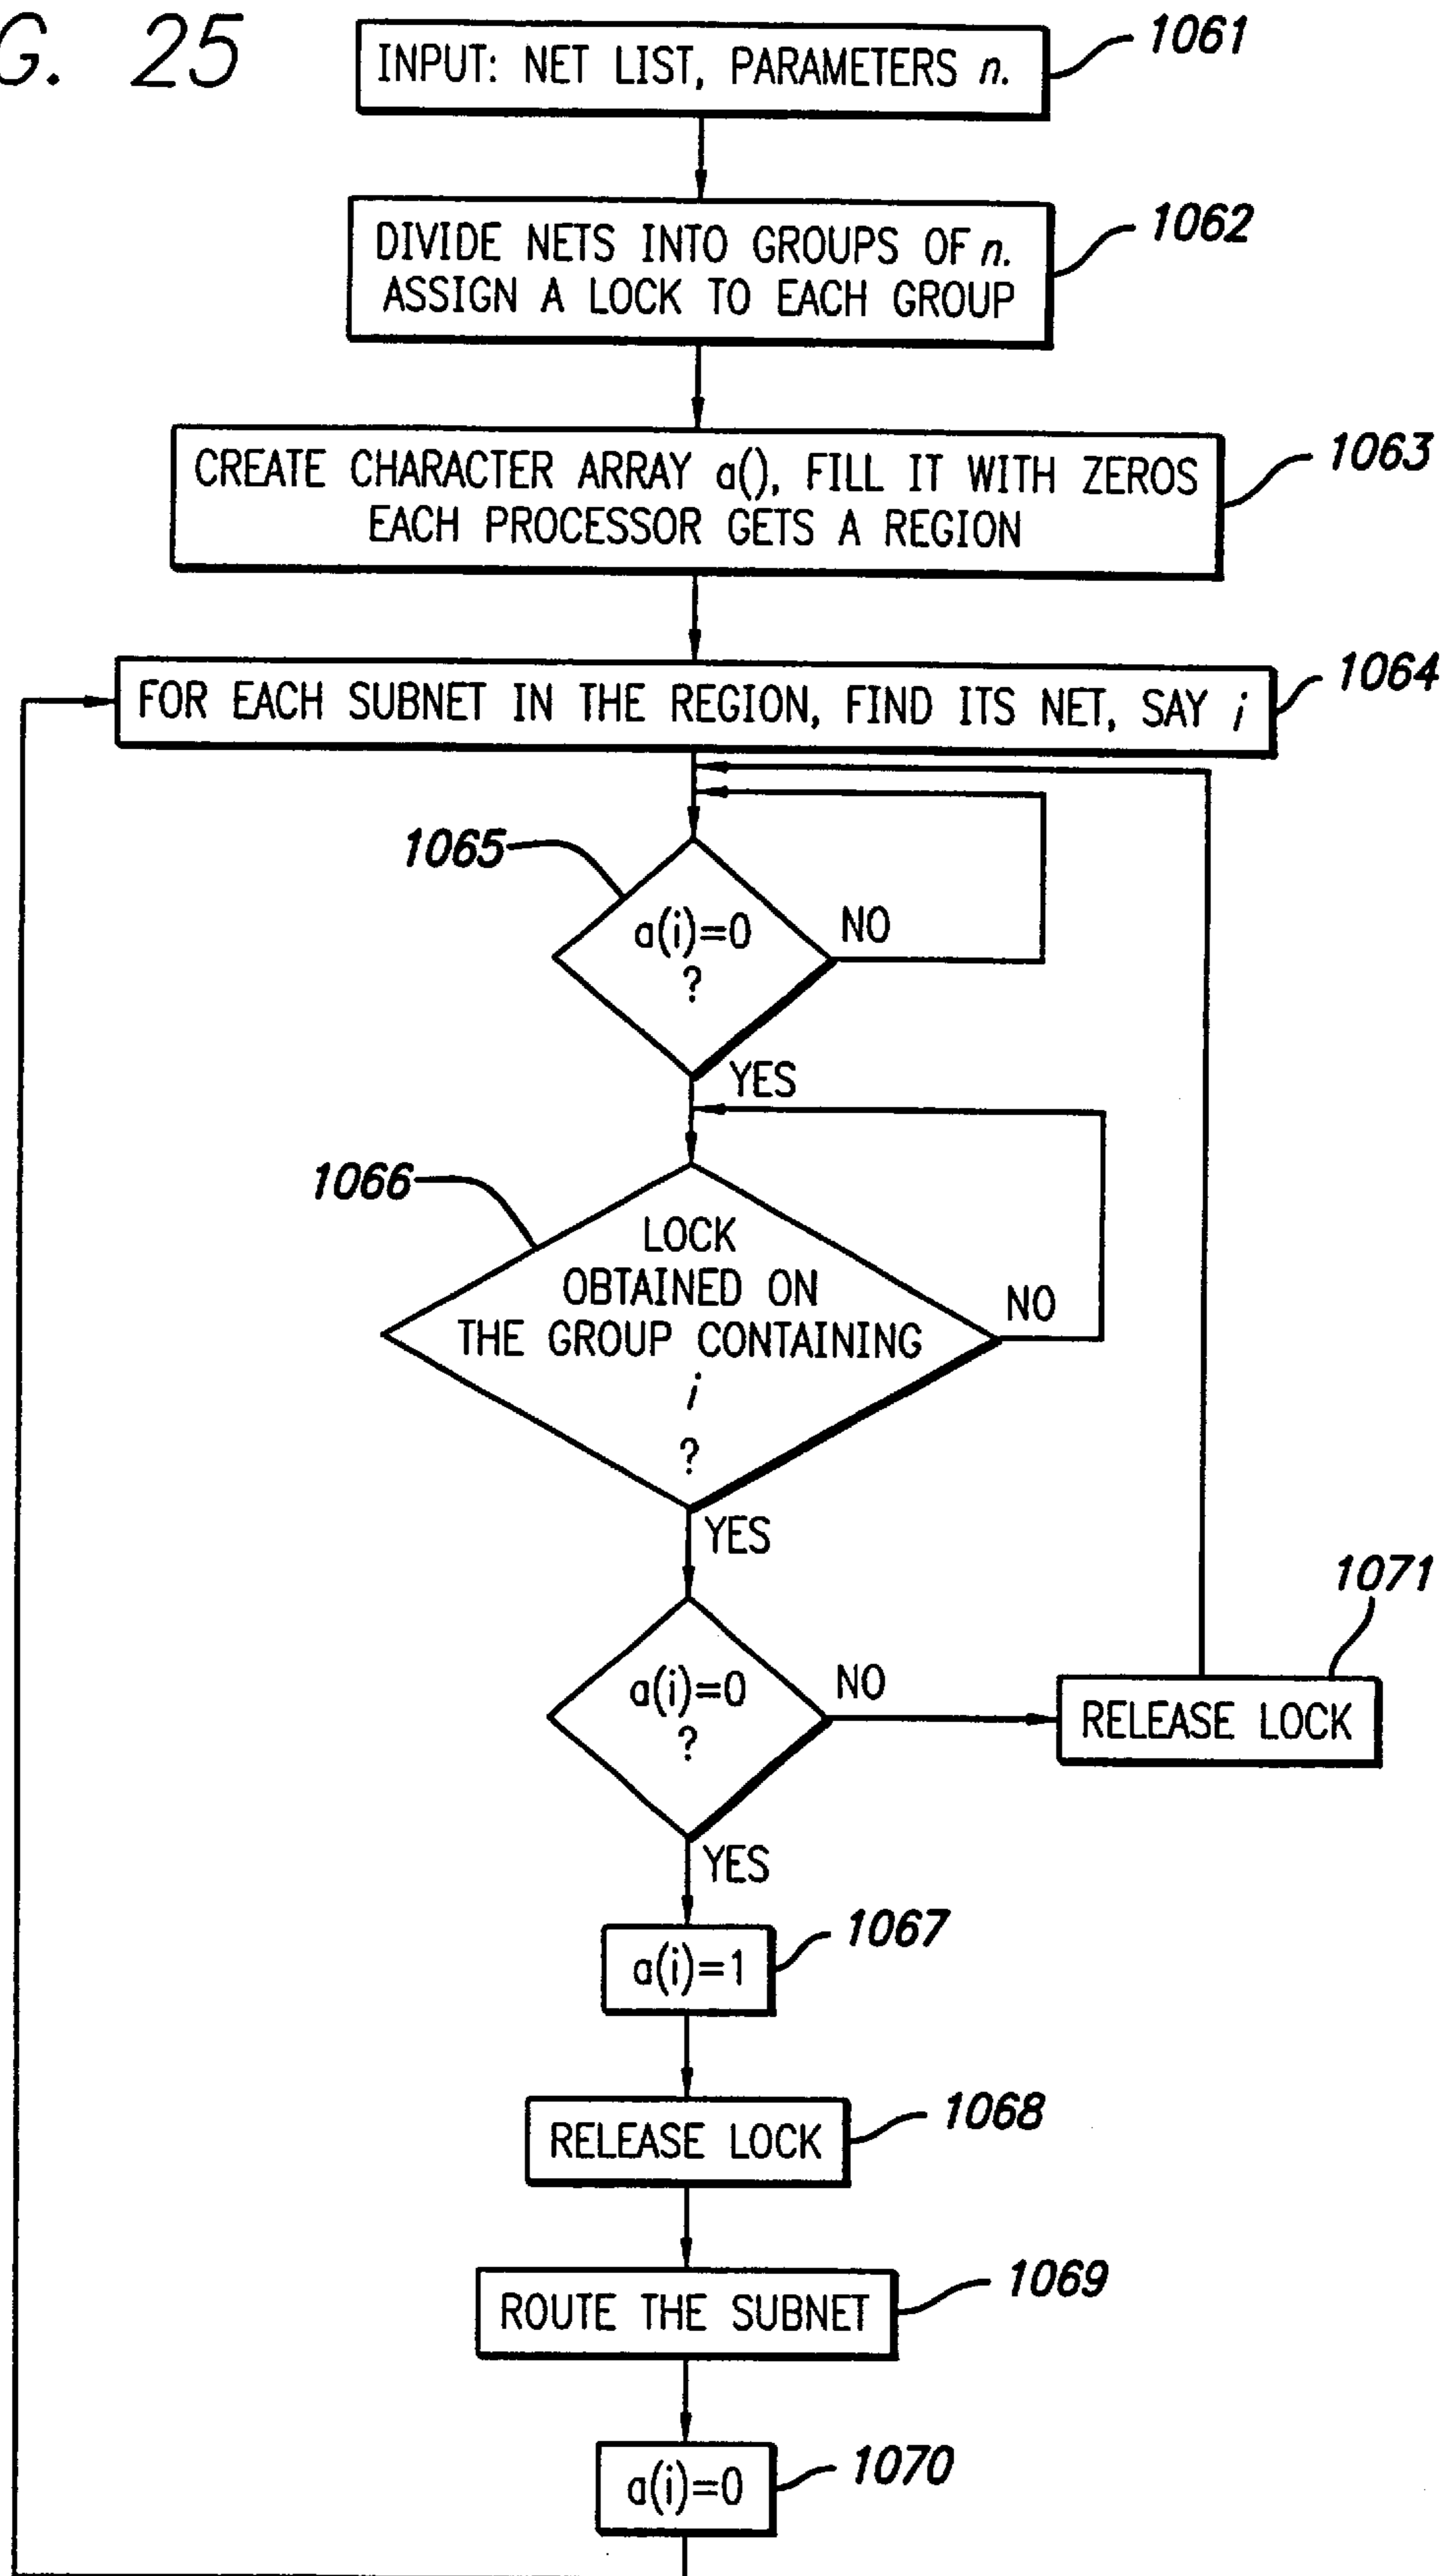 G. 25
INPUT: NET LIST, PARAMETERS n.
1061
DIVIDE NETS INTO GROUPS OF n.
ASSIGN A LOCK TO EACH GROUP
1062
CREATE CHARACTER ARRAY a(), FILL IT WITH ZEROS
EACH PROCESSOR GETS A REGION
1063
FOR EACH SUBNET IN THE REGION, FIND ITS NET, SAY i
1064
1065
a(i)=0
?
NO
YES
1066
LOCK
OBTAINED ON
THE GROUP CONTAINING
i
?
NO
YES
a(i)=0
?
NO
1071
RELEASE LOCK
YES
a(i)=1
1067
RELEASE LOCK
1068
ROUTE THE SUBNET
1069
a(i)=0
1070